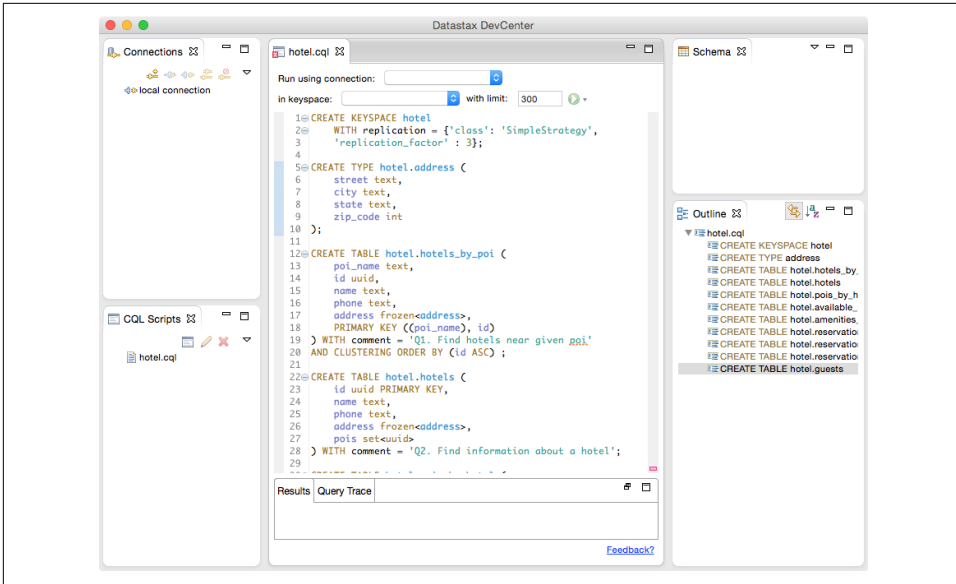 Datastax DevCenter
Connections
local connection
CQL Scripts
hotel.cql
hotel.cql
Run using connection:
in keyspace:
with limit:
300
1 CREATE KEYSPACE hotel
2 WITH replication = {'class': 'SimpleStrategy',
3 'replication_factor' : 3};
4
5 CREATE TYPE hotel.address (
6 street text,
7 city text,
8 state text,
9 zip_code int
10 );
11
12 CREATE TABLE hotel.hotels_by_poi (
13 poi_name text,
14 id uuid,
15 name text,
16 phone text,
17 address frozen<address>,
18 PRIMARY KEY ((poi_name), id)
19 ) WITH comment = 'Q1. Find hotels near given poi'
20 AND CLUSTERING ORDER BY (id ASC) ;
21
22 CREATE TABLE hotel.hotels (
23 id uuid PRIMARY KEY,
24 name text,
25 phone text,
26 address frozen<address>,
27 pois set<uuid>
28 ) WITH comment = 'Q2. Find information about a hotel';
29
Results
Query Trace
Feedback?
Schema
Outline
hotel.cql
CREATE KEYSPACE hotel
CREATE TYPE address
CREATE TABLE hotel.hotels_by_
CREATE TABLE hotel.hotels
CREATE TABLE hotel.pois_by_h
CREATE TABLE hotel.available_
CREATE TABLE hotel.amenities_
CREATE TABLE hotel.reservatio
CREATE TABLE hotel.reservatio
CREATE TABLE hotel.reservatio
CREATE TABLE hotel.guests